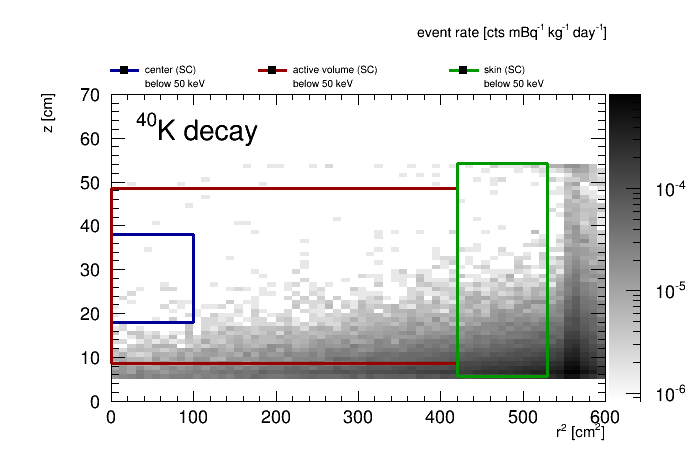 event rate [cts mBq⁻¹ kg⁻¹ day⁻¹]
center (SC)
below 50 keV
active volume (SC)
below 50 keV
skin (SC)
below 50 keV
z [cm]
⁴⁰K decay
70
60
50
40
30
20
10
0
0 100 200 300 400 500 600
r² [cm²]
10⁻⁴
10⁻⁵
10⁻⁶